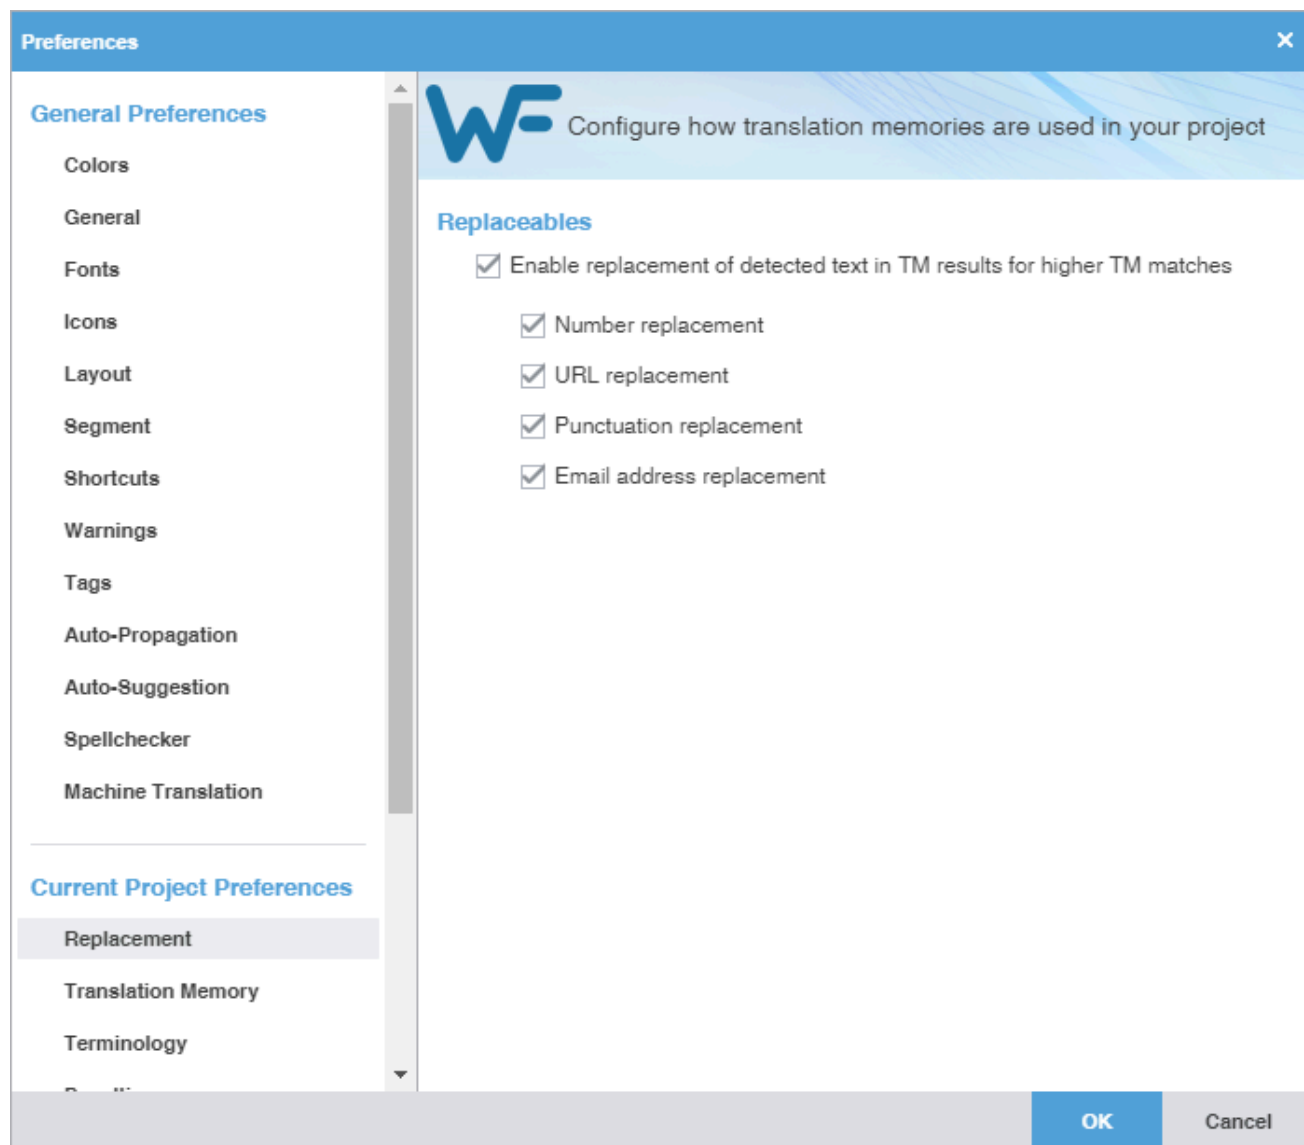 Preferences
General Preferences
Colors
General
Fonts
Icons
Layout
Segment
Shortcuts
Warnings
Tags
Auto-Propagation
Auto-Suggestion
Spellchecker
Machine Translation
Current Project Preferences
Replacement
Translation Memory
Terminology
WF
Configure how translation memories are used in your project
Replaceables
Enable replacement of detected text in TM results for higher TM matches
Number replacement
URL replacement
Punctuation replacement
Email address replacement
OK
Cancel